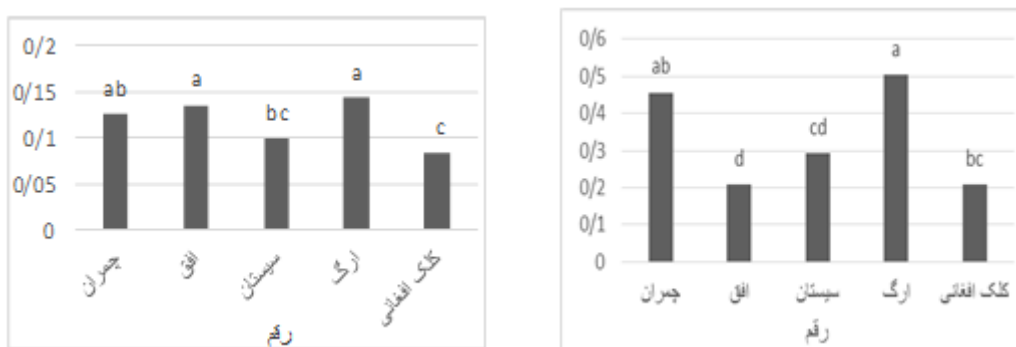 0/2
0/15
0/1
0/05
0
ab
a
bc
a
c
چمران
افق
سیستان
ارگ
کلک افغانی
رقم
0/6
0/5
0/4
0/3
0/2
0/1
0
ab
d
cd
a
bc
چمران
افق
سیستان
ارگ
کلک افغانی
رقم